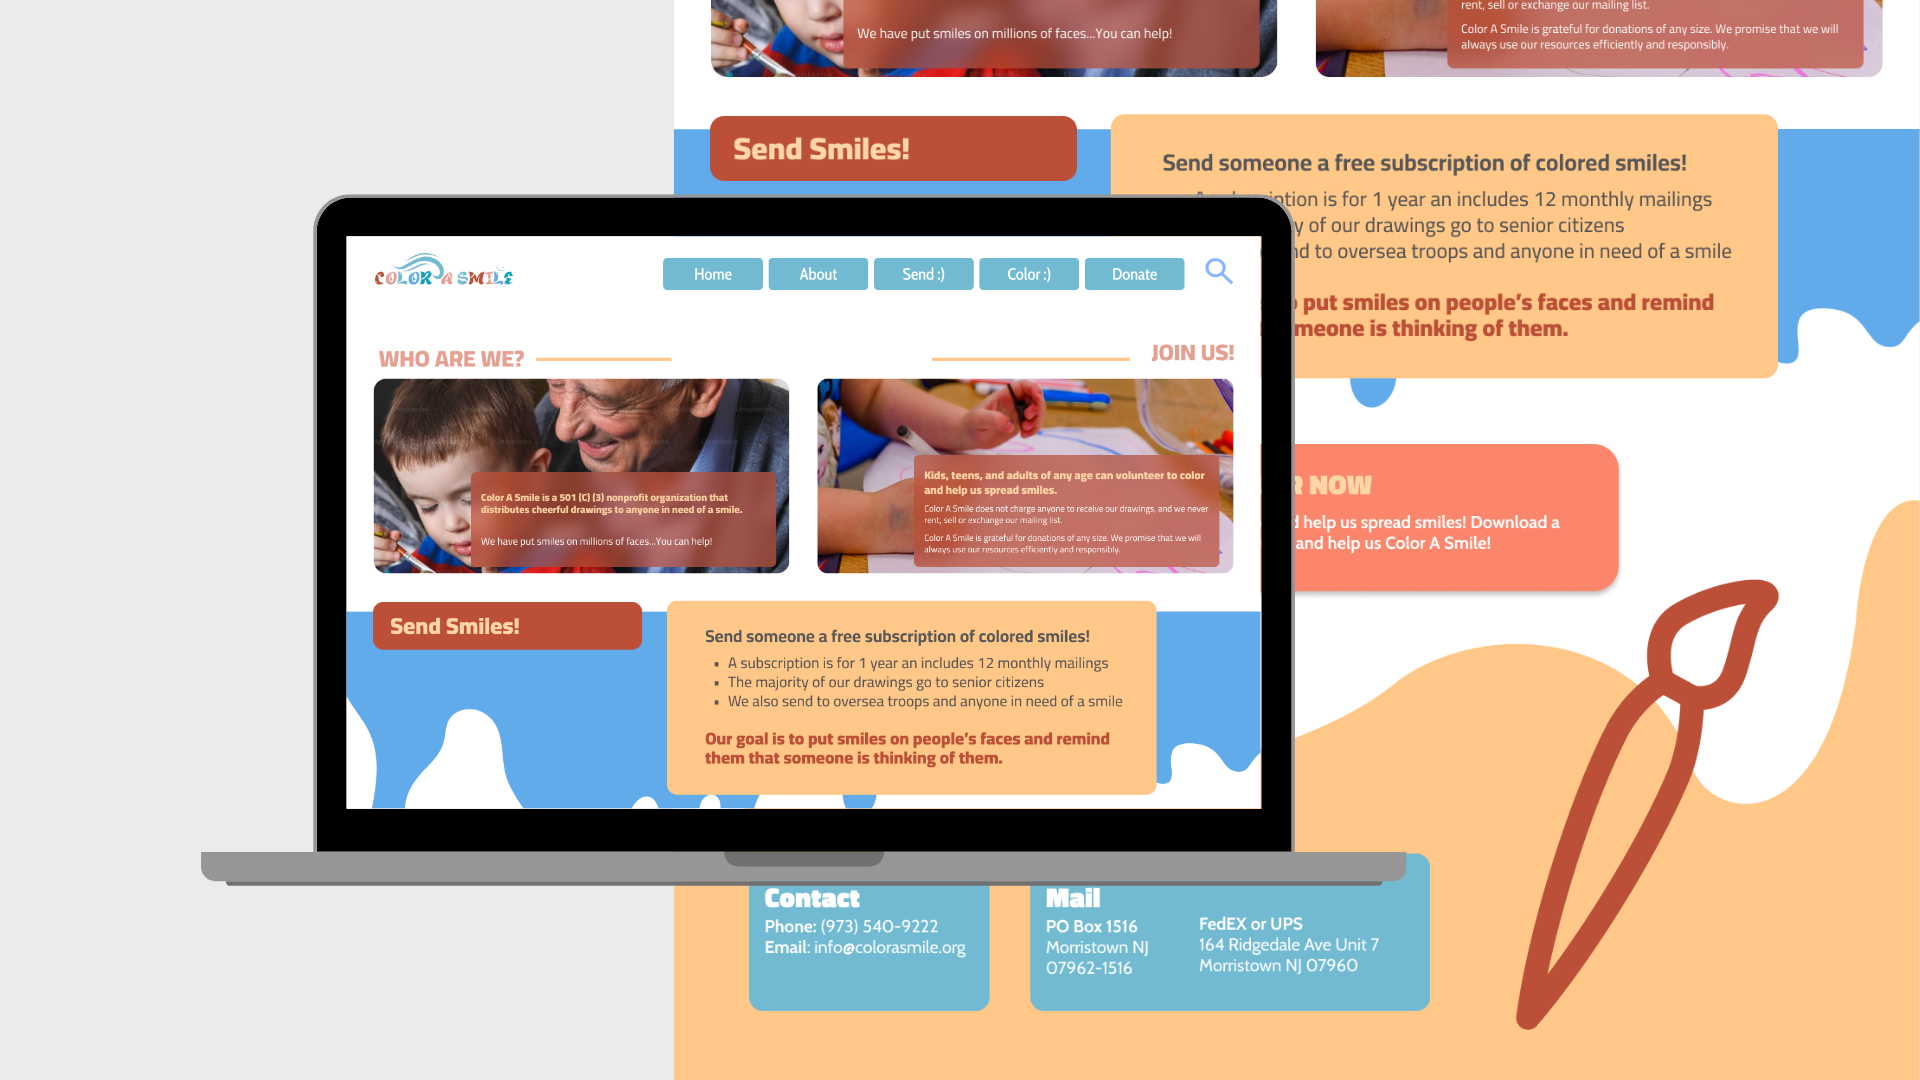 We have put smiles on millions of faces...You can help!
rent, sell or exchange our mailing list.
Color A Smile is grateful for donations of any size. We promise that we will
always use our resources efficiently and responsibly.
Send Smiles!
Send someone a free subscription of colored smiles!
ption is for 1 year an includes 12 monthly mailings
y of our drawings go to senior citizens
nd to oversea troops and anyone in need of a smile
put smiles on people's faces and remind
meone is thinking of them.
COLOR A SMILE
Home
About
Send :)
Color :)
Donate
WHO ARE WE?
JOIN US!
Color A Smile is a 501 (C) (3) nonprofit organization that
distributes cheerful drawings to anyone in need of a smile.
We have put smiles on millions of faces...You can help!
Kids, teens, and adults of any age can volunteer to color
and help us spread smiles.
Color A Smile does not charge anyone to receive our drawings, and we never
rent, sell or exchange our mailing list.
Color A Smile is grateful for donations of any size. We promise that we will
always use our resources efficiently and responsibly.
Send Smiles!
Send someone a free subscription of colored smiles!
▪ A subscription is for 1 year an includes 12 monthly mailings
▪ The majority of our drawings go to senior citizens
▪ We also send to oversea troops and anyone in need of a smile
Our goal is to put smiles on people's faces and remind
them that someone is thinking of them.
R NOW
d help us spread smiles! Download a
and help us Color A Smile!
Contact
Phone: (973) 540-9222
Email: info@colorasmile.org
Mail
PO Box 1516
Morristown NJ
07962-1516
FedEX or UPS
164 Ridgedale Ave Unit 7
Morristown NJ 07960